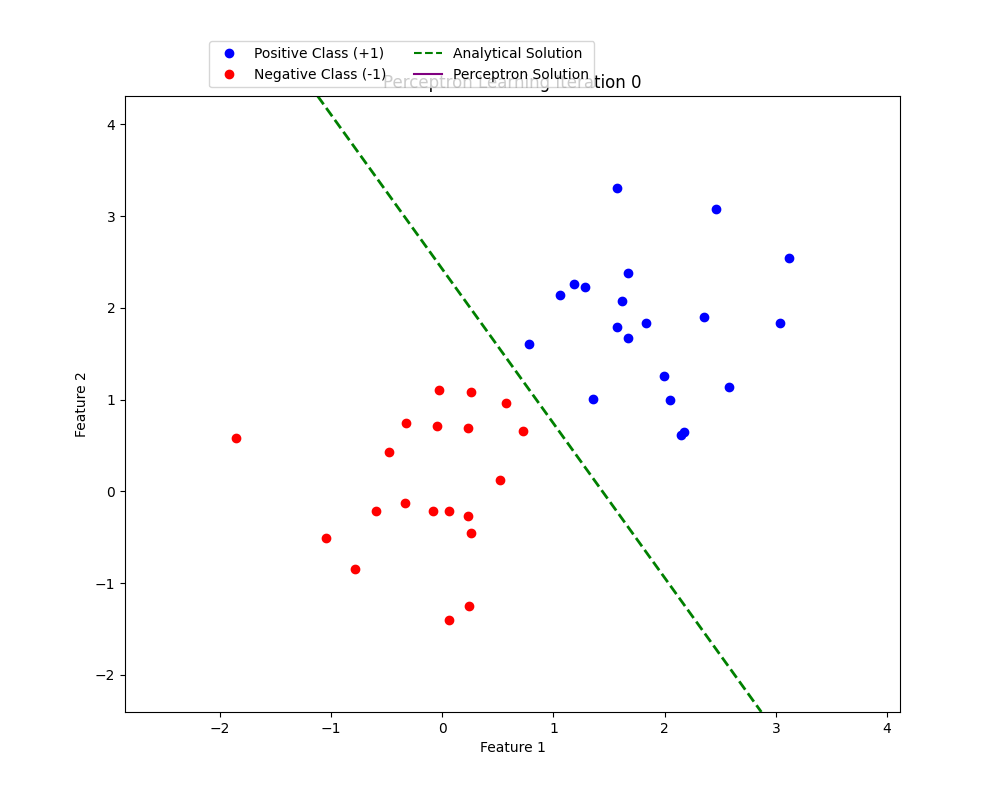 Positive Class (+1)
Negative Class (-1)
Analytical Solution
Perceptron Solution
Perceptron Learning Iteration 0
4
3
2
1
0
−1
−2
Feature 2
−2
−1
0
1
2
3
4
Feature 1